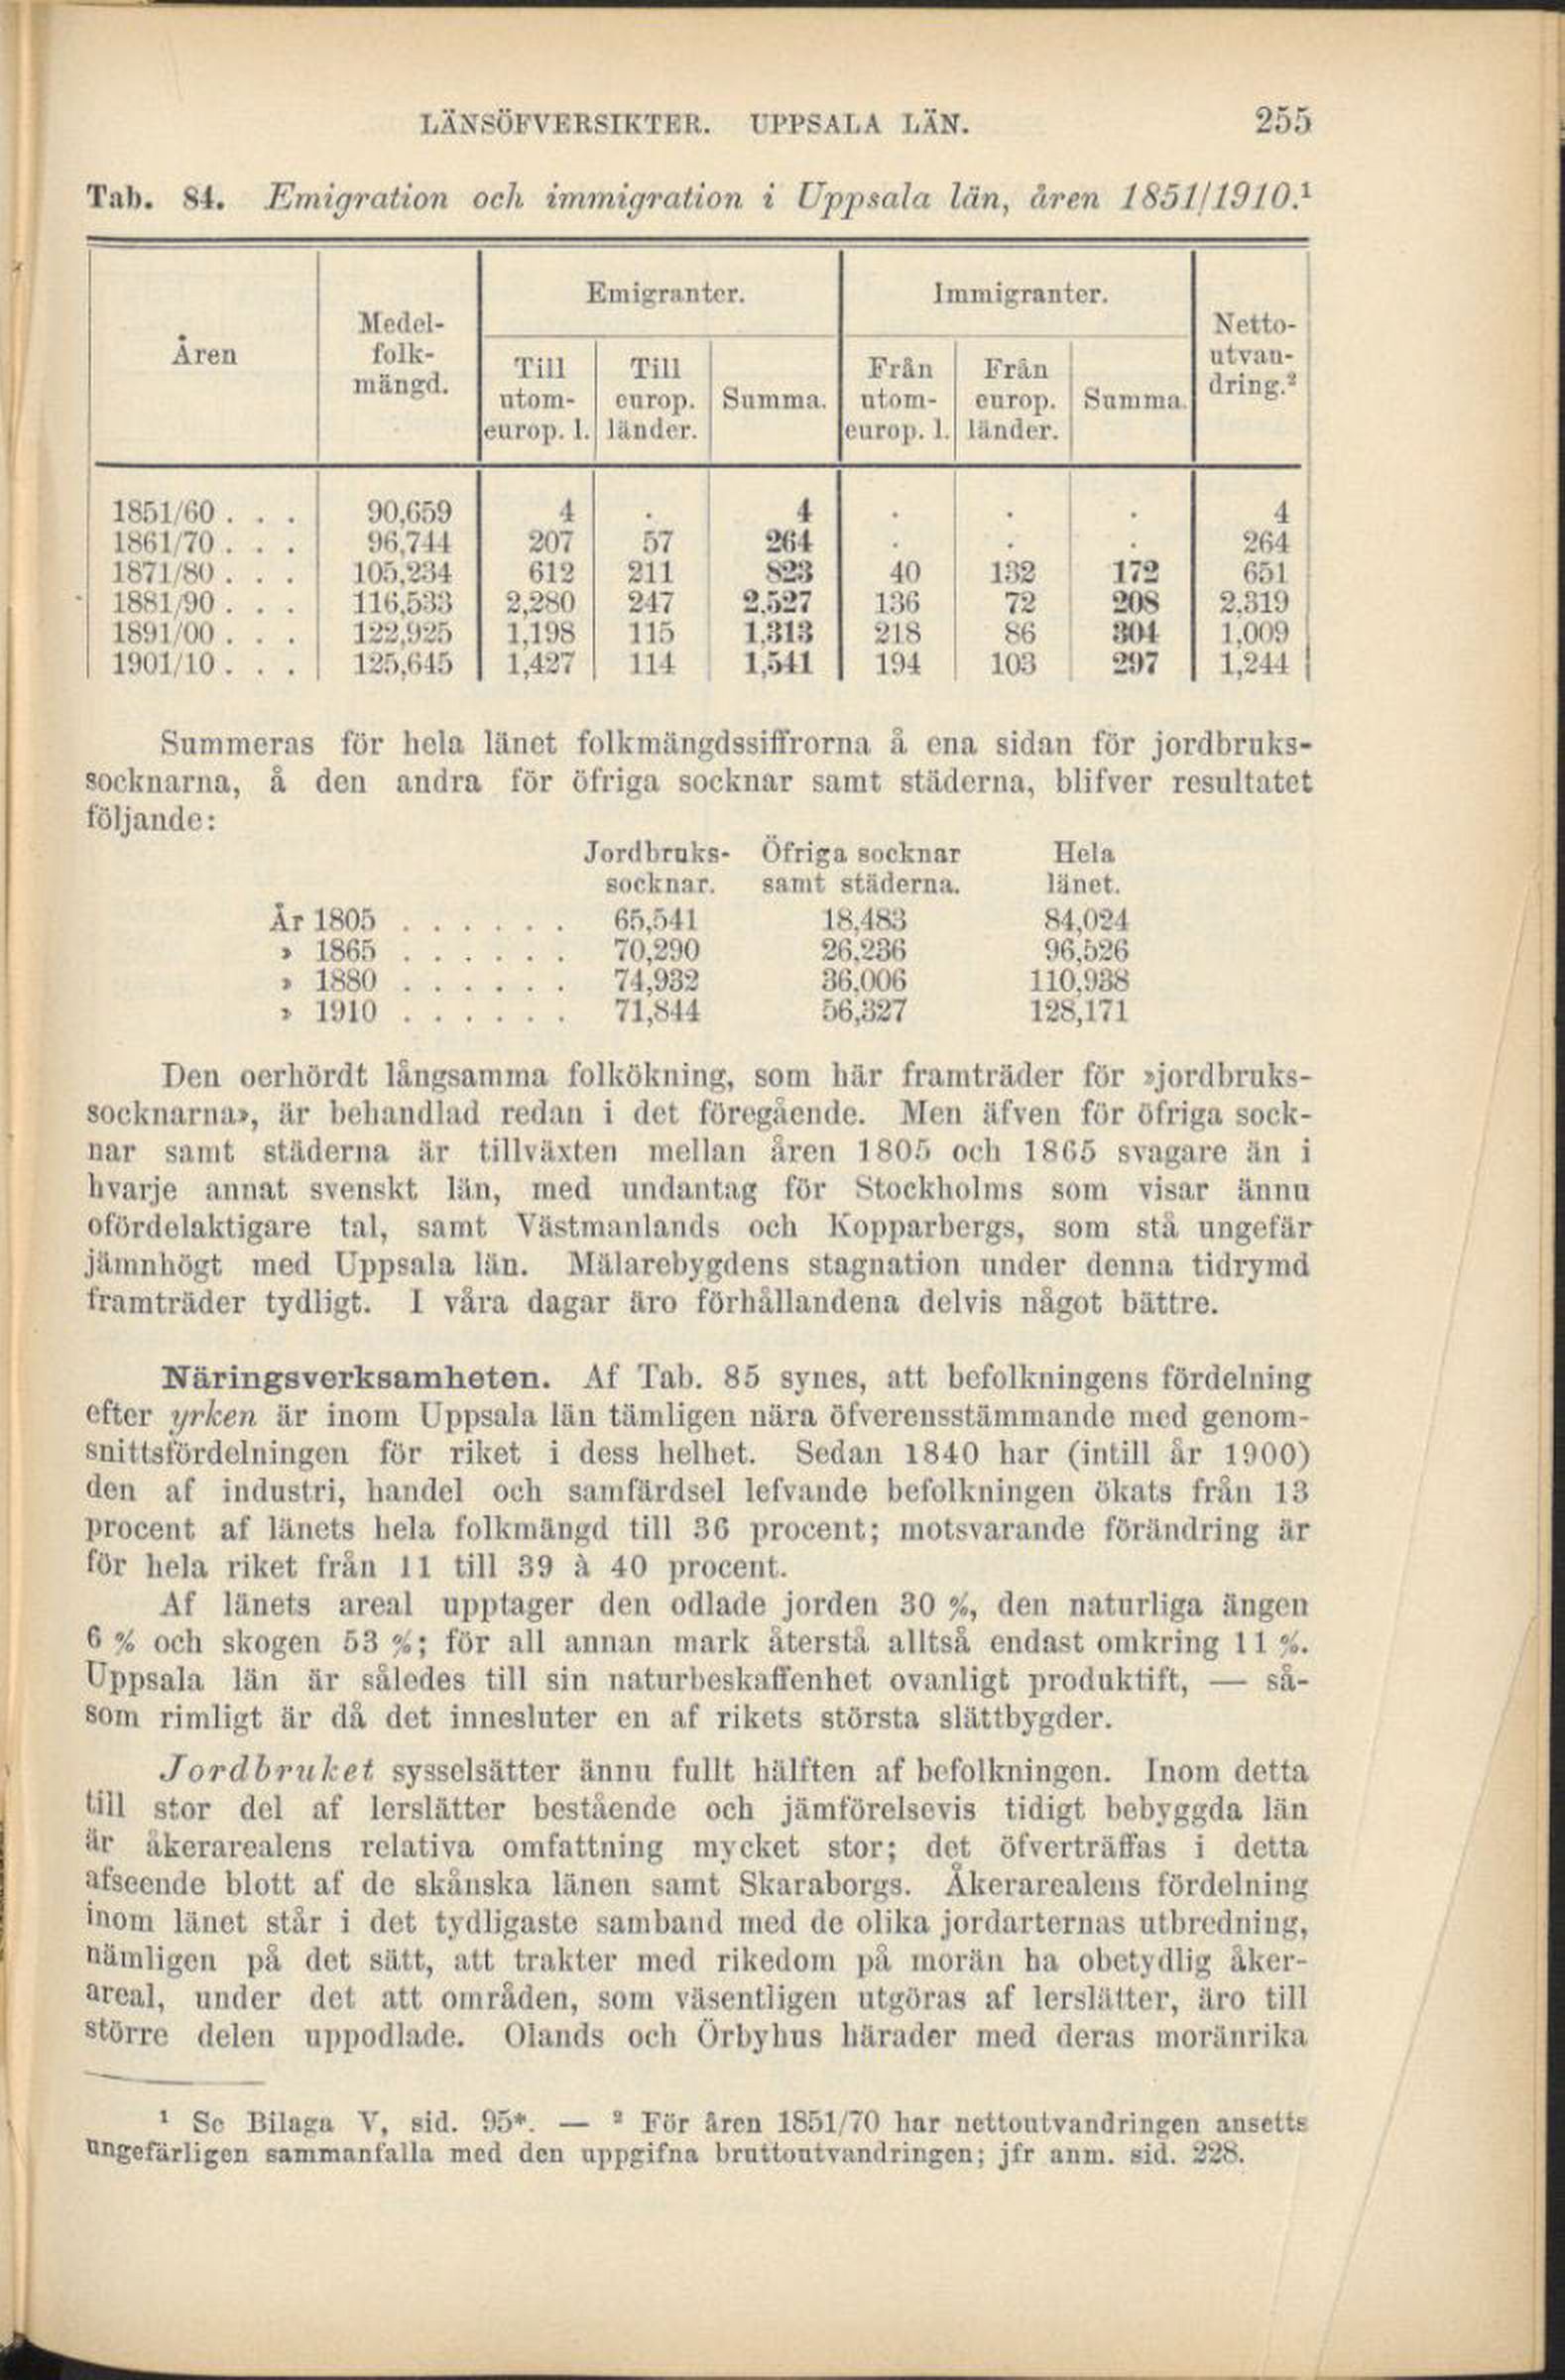 LÄNSÖFVERSIKTER. UPPSALA LÄN. 255
Tab. 84. Emigration och immigration i Uppsala län, åren 1851/1910.¹
Åren Medel-folk-mängd. Emigranter. Immigranter. Netto-utvan-dring.²
Till utom-europ. l. Till europ. länder. Summa. Från utom-europ. l. Från europ. länder. Summa.
1851/60 . . . 90,659 4 . 4 . . . 4
1861/70 . . . 96,744 207 57 264 . . . 264
1871/80 . . . 105,234 612 211 823 40 132 172 651
1881/90 . . . 116,533 2,280 247 2,527 136 72 208 2,319
1891/00 . . . 122,925 1,198 115 1,313 218 86 304 1,009
1901/10 . . . 125,645 1,427 114 1,541 194 103 297 1,244
Summeras för hela länet folkmängdssiffrorna å ena sidan för jordbruks-
socknarna, å den andra för öfriga socknar samt städerna, blifver resultatet
följande:
Jordbruks- Öfriga socknar Hela
socknar. samt städerna. länet.
År 1805 . . . . . . 65,541 18,483 84,024
» 1865 . . . . . . 70,290 26,236 96,526
» 1880 . . . . . . 74,932 36,006 110,938
» 1910 . . . . . . 71,844 56,327 128,171
Den oerhördt långsamma folkökning, som här framträder för »jordbruks-
socknarna», är behandlad redan i det föregående. Men äfven för öfriga sock-
nar samt städerna är tillväxten mellan åren 1805 och 1865 svagare än i
hvarje annat svenskt län, med undantag för Stockholms som visar ännu
ofördelaktigare tal, samt Västmanlands och Kopparbergs, som stå ungefär
jämnhögt med Uppsala län. Mälarebygdens stagnation under denna tidrymd
framträder tydligt. I våra dagar äro förhållandena delvis något bättre.
Näringsverksamheten. Af Tab. 85 synes, att befolkningens fördelning
efter yrken är inom Uppsala län tämligen nära öfverensstämmande med genom-
snittsfördelningen för riket i dess helhet. Sedan 1840 har (intill år 1900)
den af industri, handel och samfärdsel lefvande befolkningen ökats från 13
procent af länets hela folkmängd till 36 procent; motsvarande förändring är
för hela riket från 11 till 39 à 40 procent.
Af länets areal upptager den odlade jorden 30 %, den naturliga ängen
6 % och skogen 53 %; för all annan mark återstå alltså endast omkring 11 %.
Uppsala län är således till sin naturbeskaffenhet ovanligt produktift, — så-
som rimligt är då det innesluter en af rikets största slättbygder.
Jordbruket sysselsätter ännu fullt hälften af befolkningen. Inom detta
till stor del af lerslätter bestående och jämförelsevis tidigt bebyggda län
är åkerarealens relativa omfattning mycket stor; det öfverträffas i detta
afseende blott af de skånska länen samt Skaraborgs. Åkerarealens fördelning
inom länet står i det tydligaste samband med de olika jordarternas utbredning,
nämligen på det sätt, att trakter med rikedom på morän ha obetydlig åker-
areal, under det att områden, som väsentligen utgöras af lerslätter, äro till
större delen uppodlade. Olands och Örbyhus härader med deras moränrika
¹ Se Bilaga V, sid. 95*. — ² För åren 1851/70 har nettoutvandringen ansetts
ungefärligen sammanfalla med den uppgifna bruttoutvandringen; jfr anm. sid. 228.